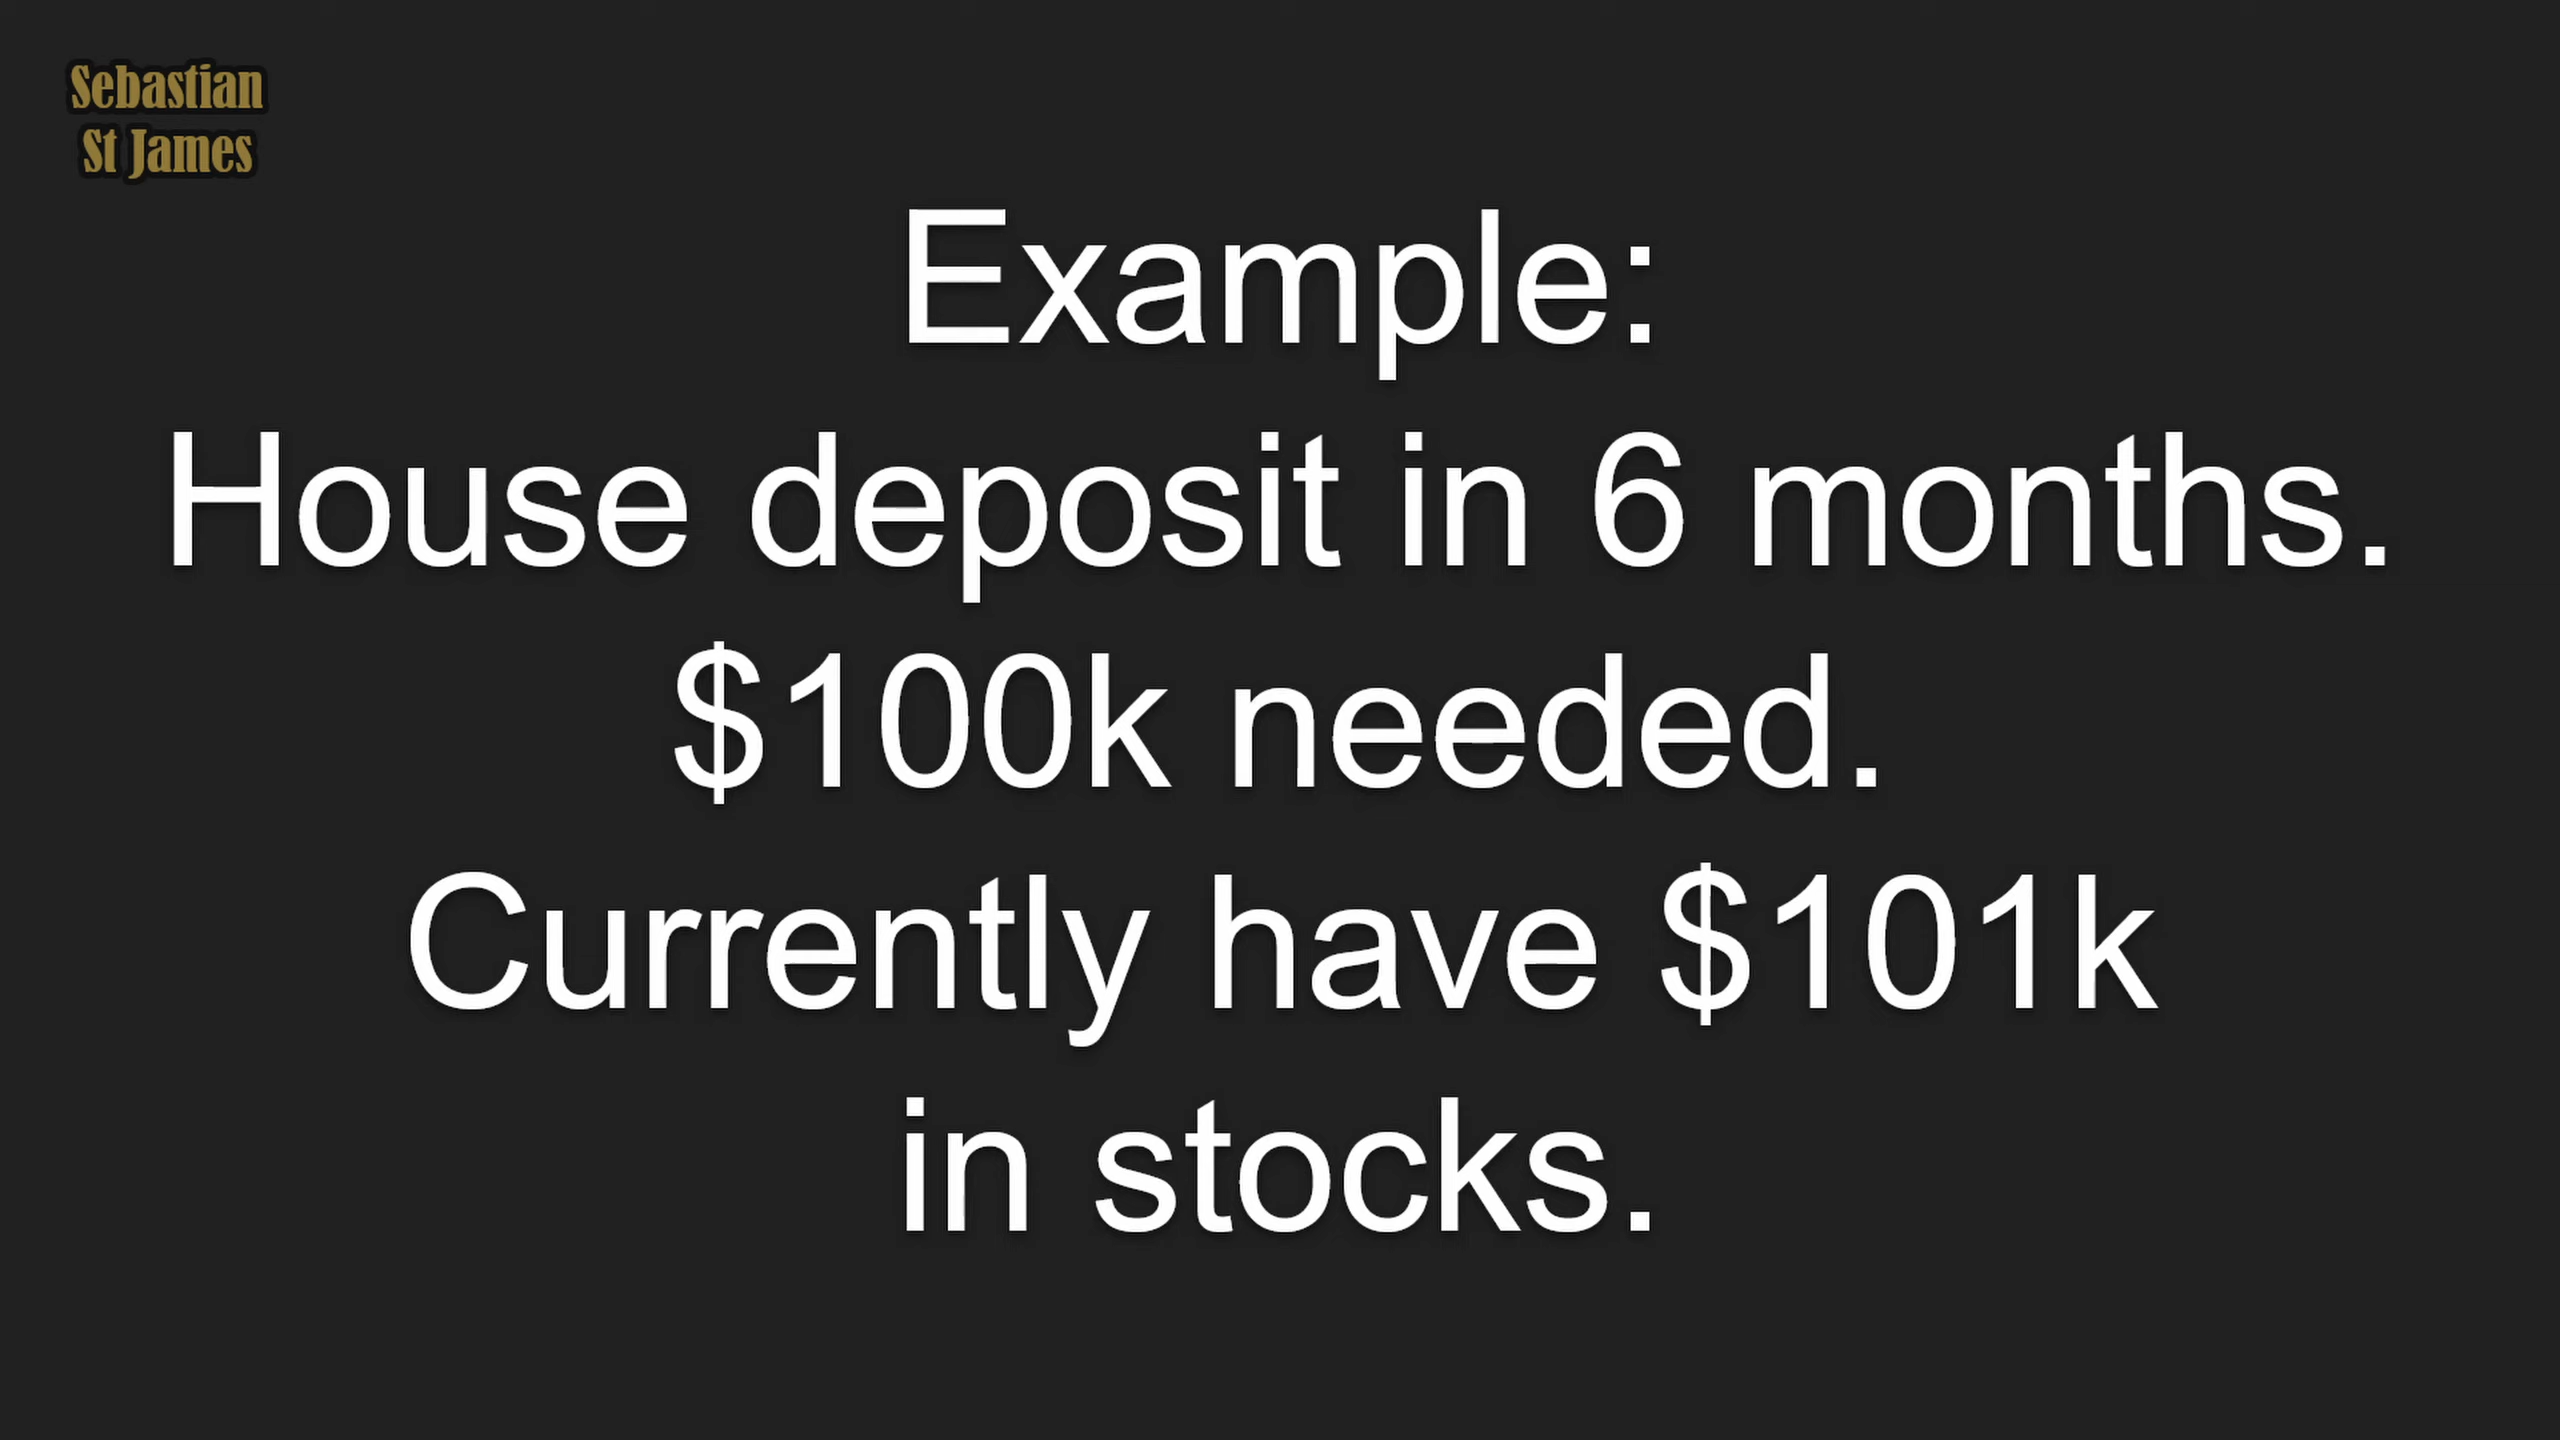 Sebastian
St James
Example:
House deposit in 6 months.
$100k needed.
Currently have $101k
in stocks.